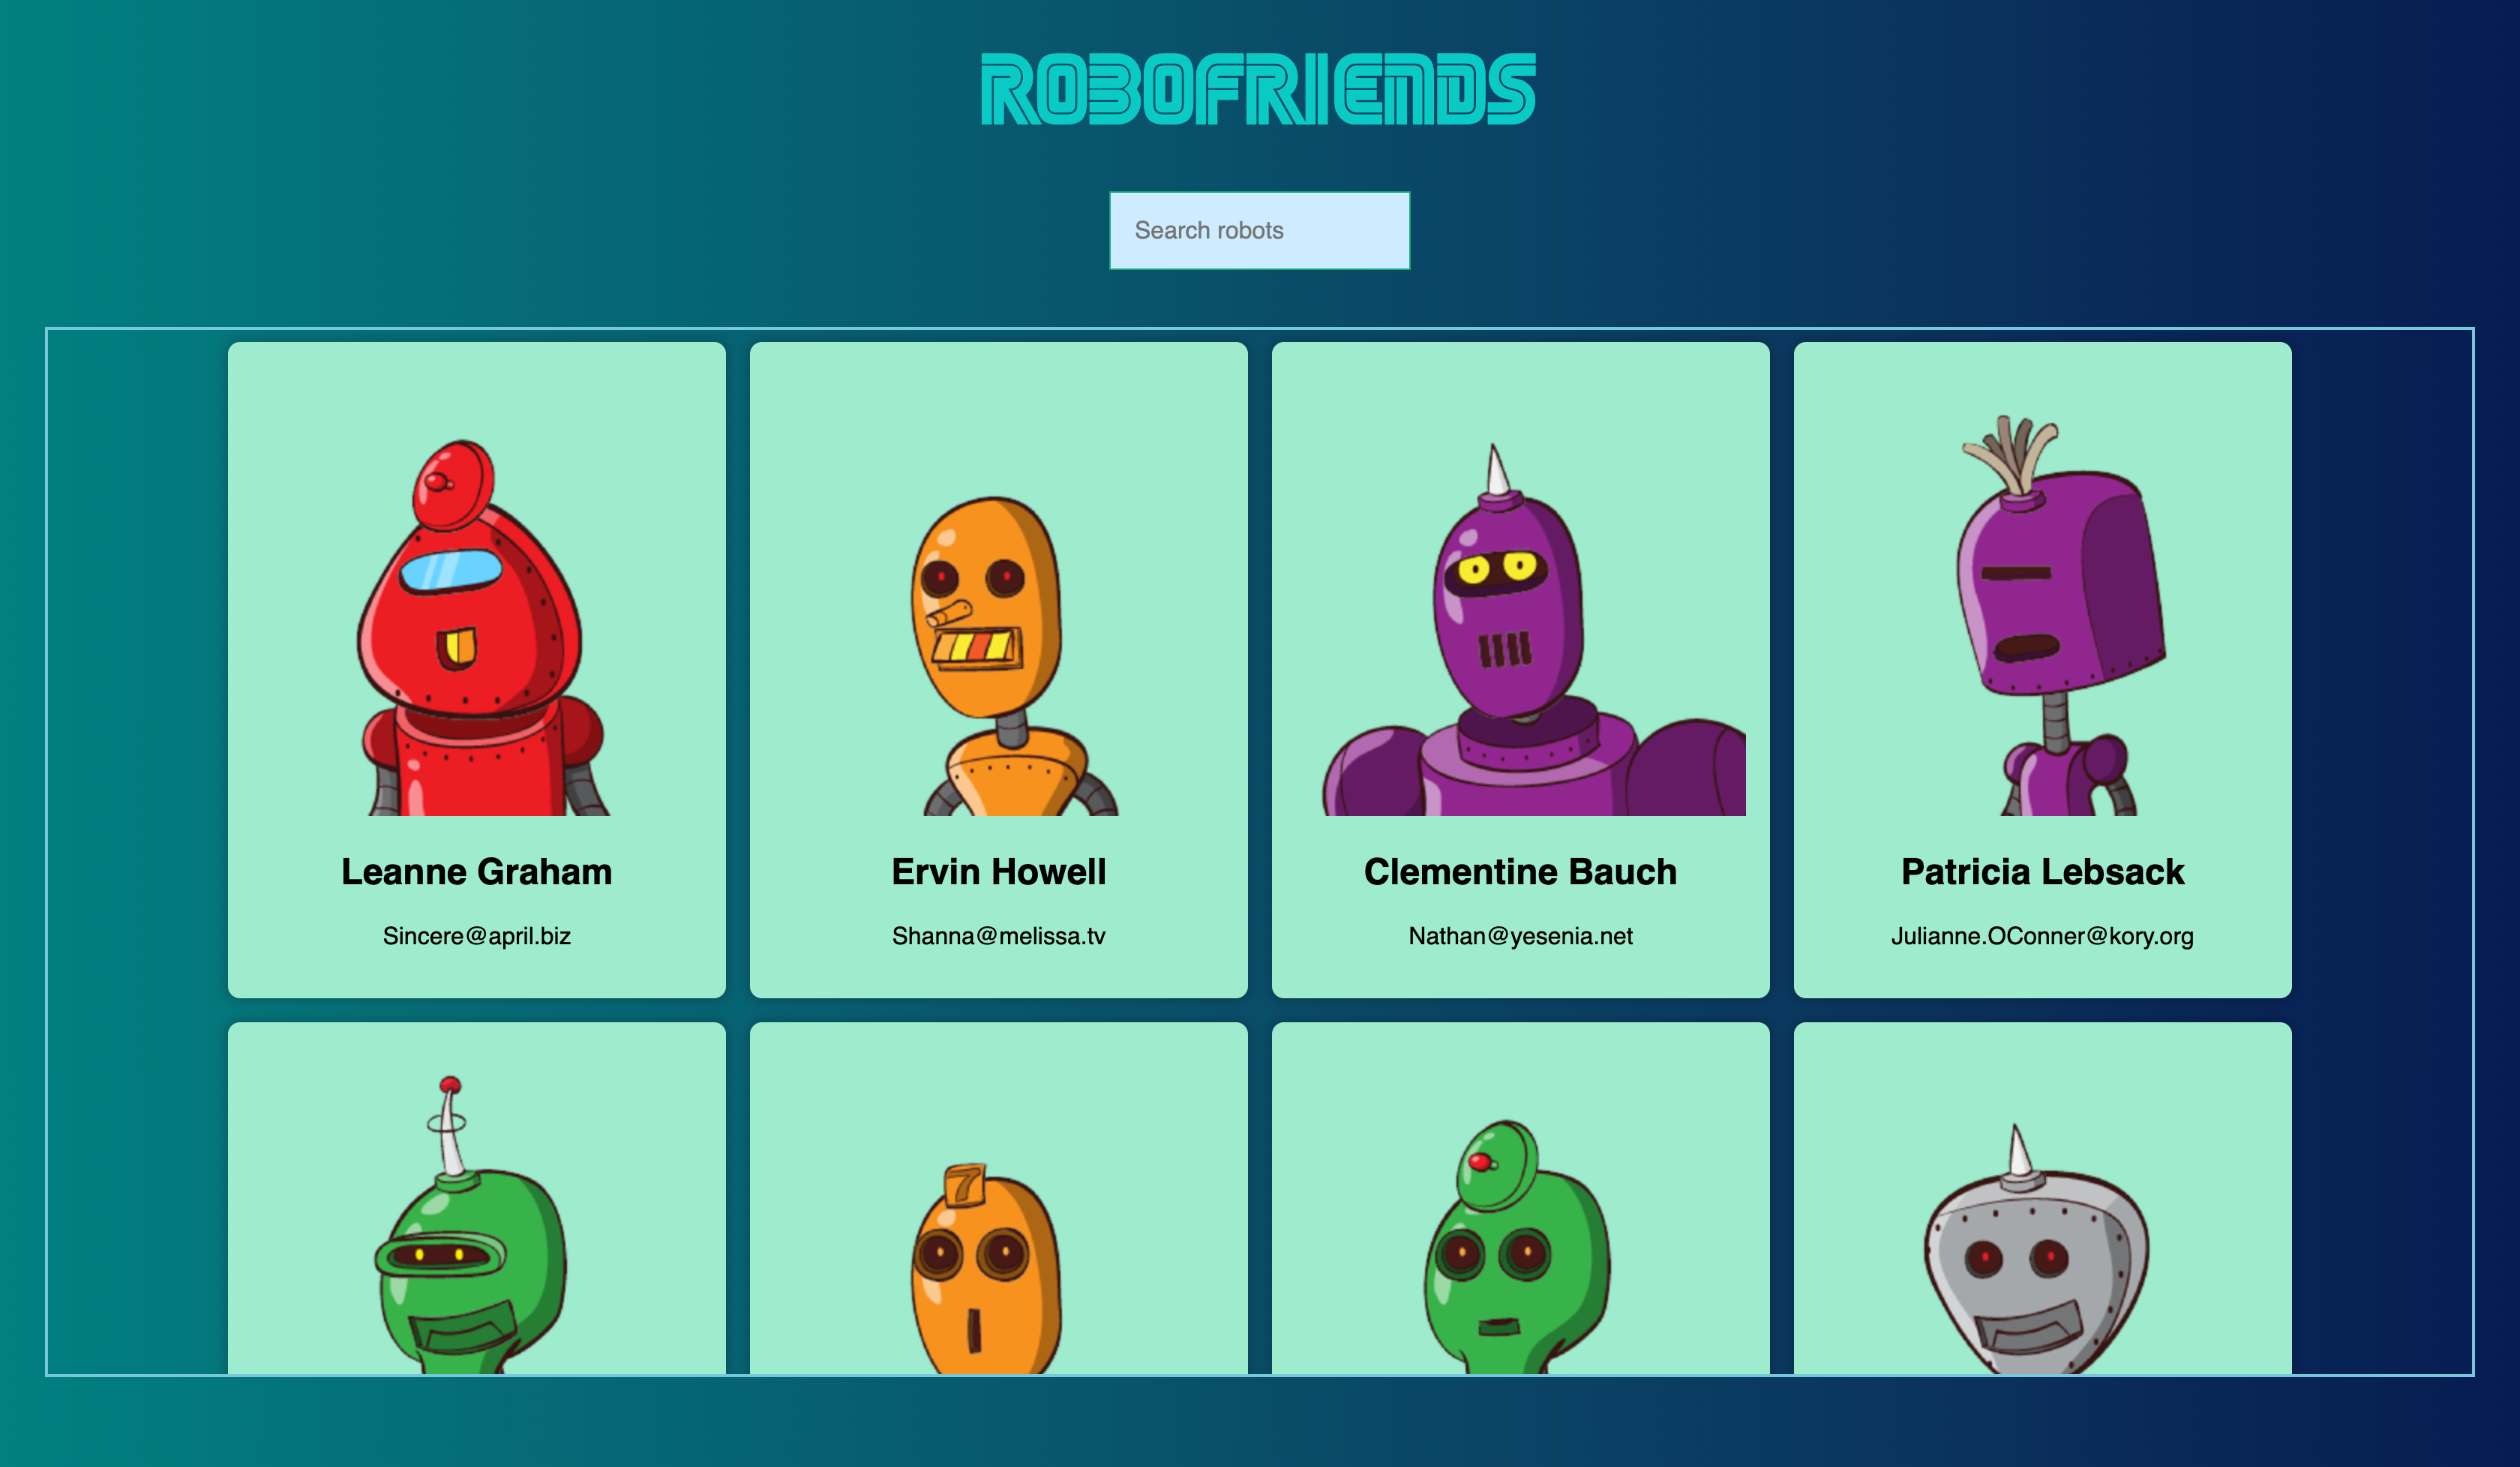 ROBOFRIENDS
Search robots
Leanne Graham
Ervin Howell
Clementine Bauch
Patricia Lebsack
Sincere@april.biz
Shanna@melissa.tv
Nathan@yesenia.net
Julianne.OConner@kory.org
7